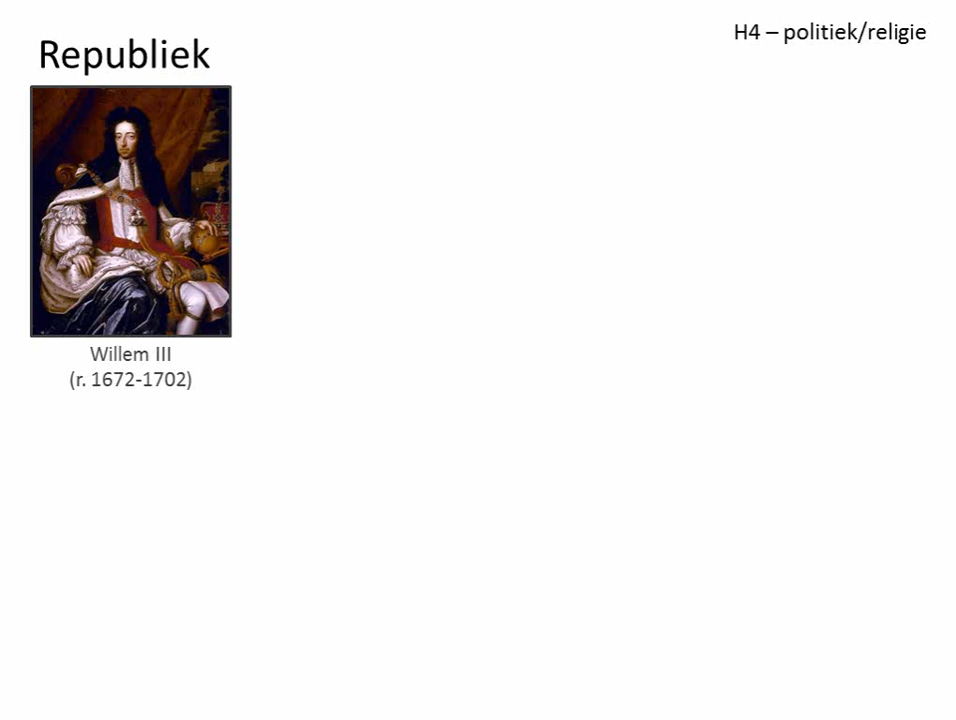 H4 – politiek/religie
Republiek
Willem III
(r. 1672-1702)